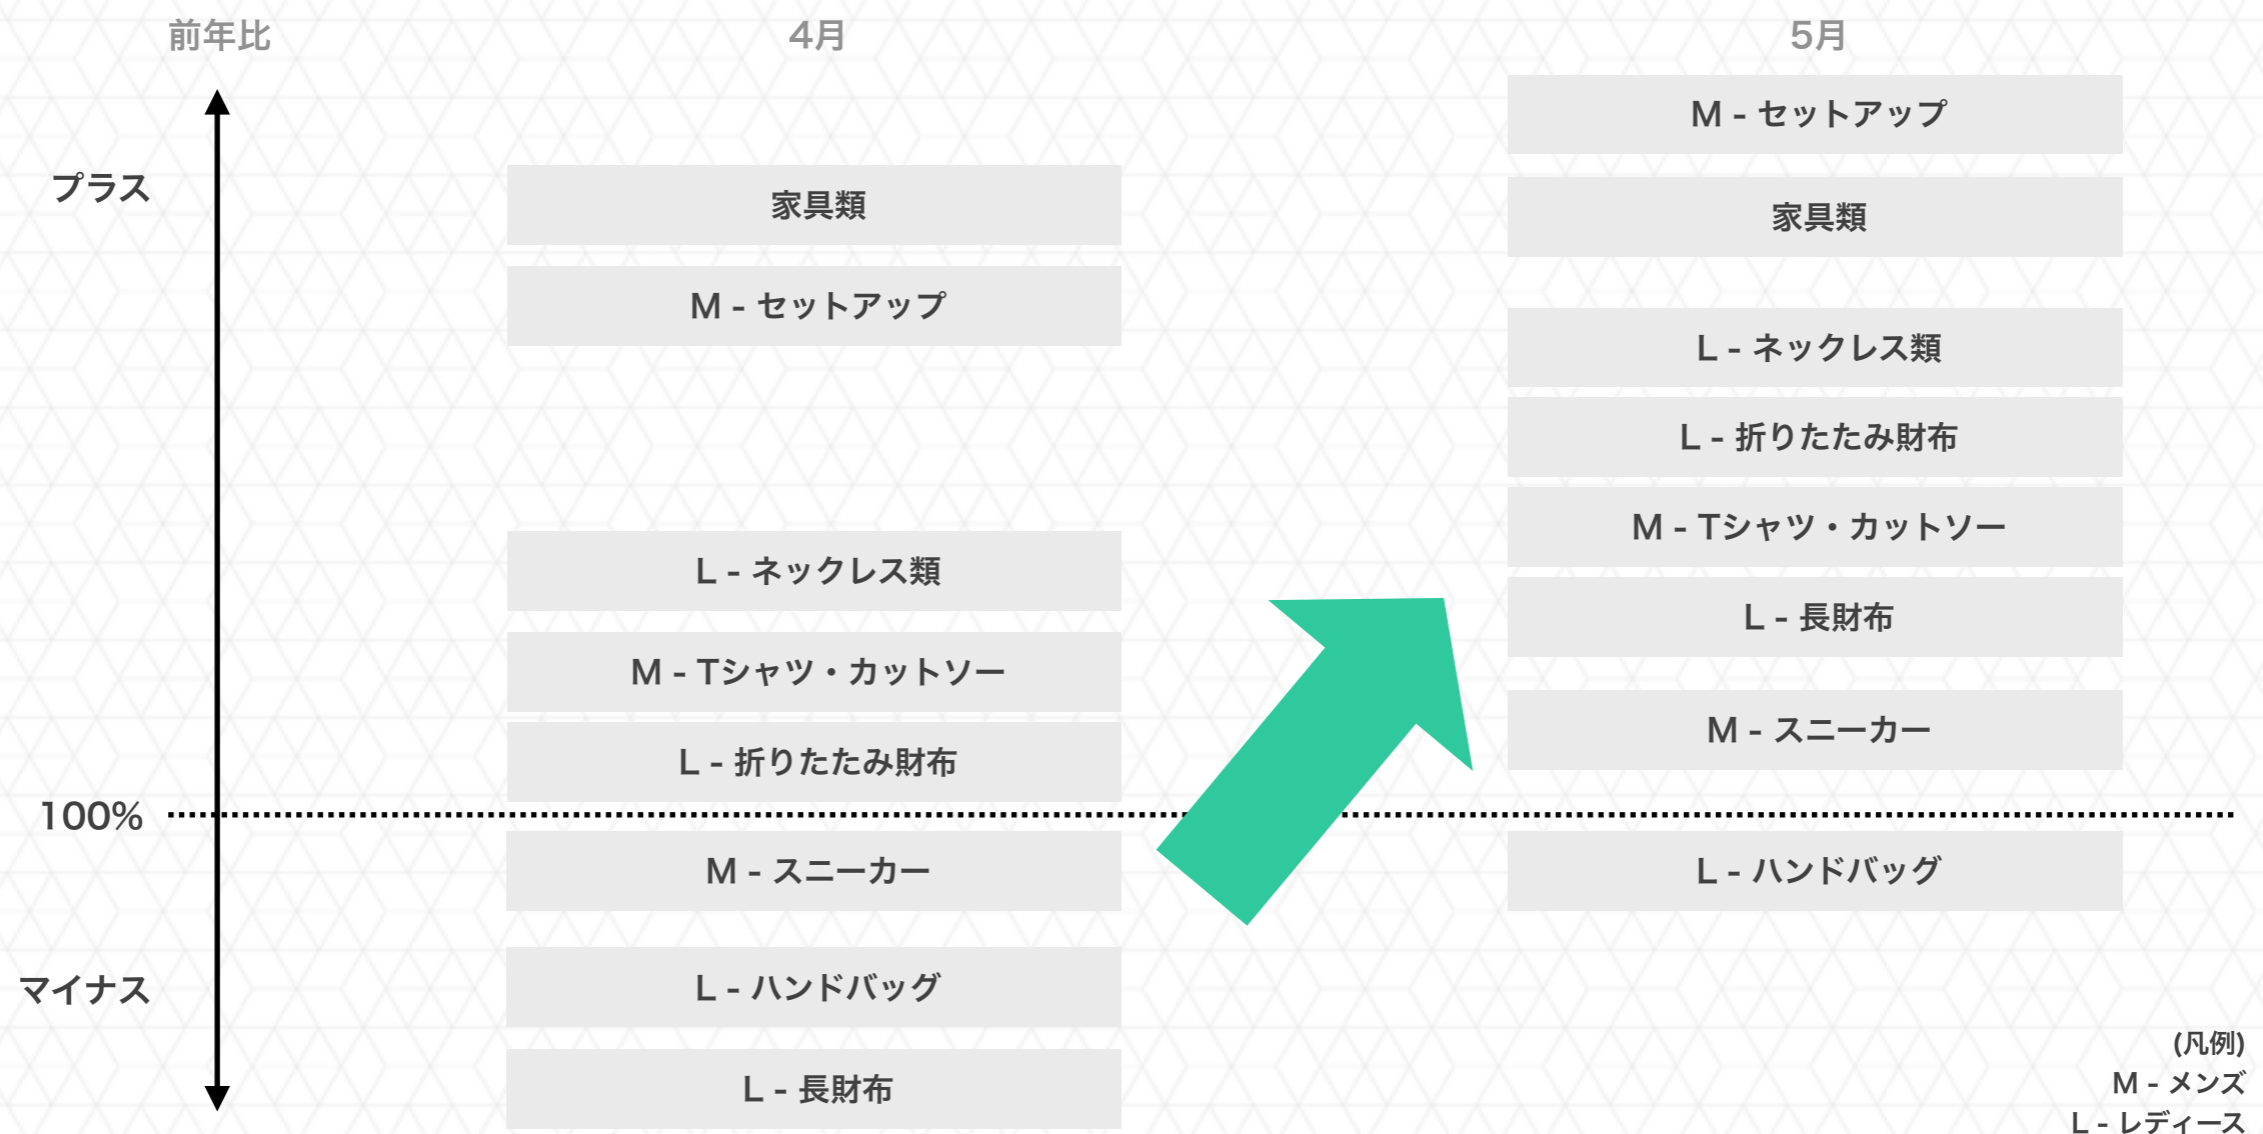 前年比
4月
5月
プラス
100%
マイナス
家具類
M - セットアップ
L - ネックレス類
M - Tシャツ・カットソー
L - 折りたたみ財布
M - スニーカー
L - ハンドバッグ
L - 長財布
M - セットアップ
家具類
L - ネックレス類
L - 折りたたみ財布
M - Tシャツ・カットソー
L - 長財布
M - スニーカー
L - ハンドバッグ
(凡例)
M - メンズ
L - レディース